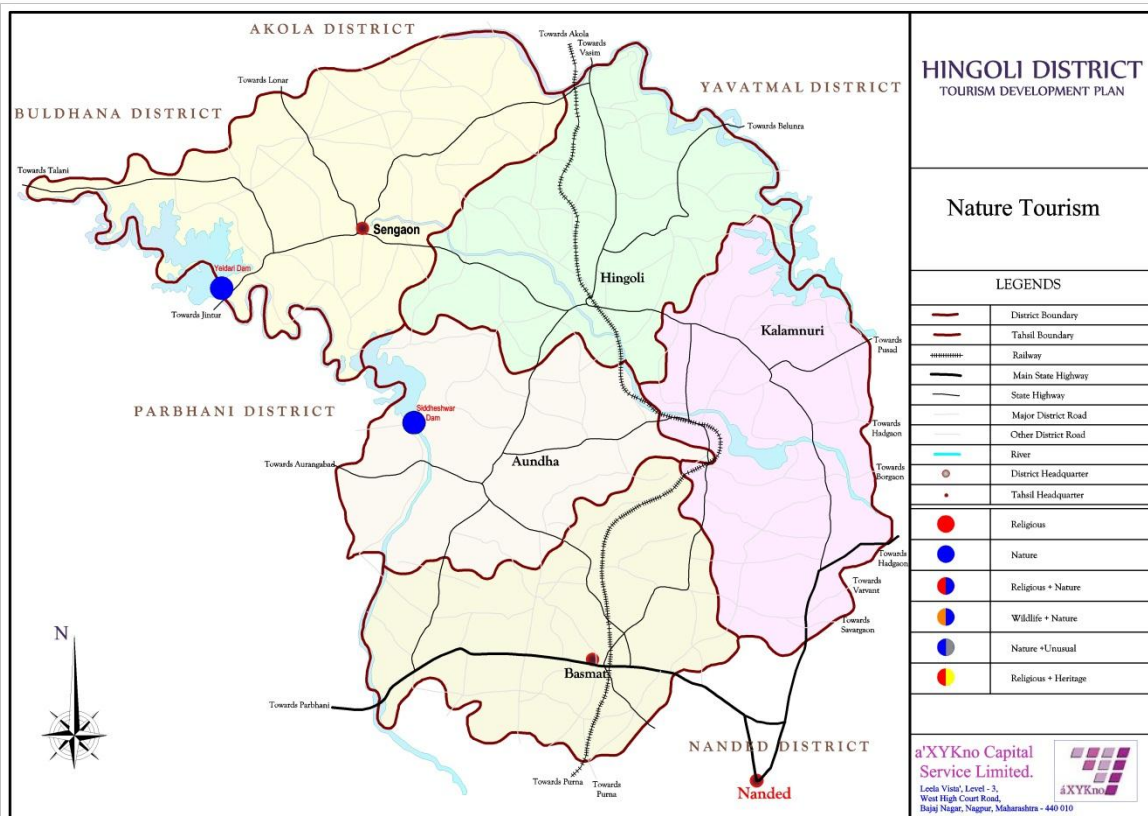 AKOLA DISTRICT
Towards Akola
Towards
Vasim
Towards Lonar
YAVATMAL DISTRICT
BULDHANA DISTRICT
Towards Belunra
Towards Talani
Sengaon
Yeldari Dam
Hingoli
Towards Jintur
Kalamnuri
Towards
Pusad
PARBHANI DISTRICT
Siddheshwar
Dam
Towards
Hadgaon
Aundha
Towards Aurangabad
Towards
Borgaon
Towards
Hadgaon
Towards
Varvant
Towards
Savargaon
N
Basmat
Towards Parbhani
NANDED DISTRICT
Towards Purna
Towards
Purna
Nanded
HINGOLI DISTRICT
TOURISM DEVELOPMENT PLAN
Nature Tourism
LEGENDS
District Boundary
Tahsil Boundary
Railway
Main State Highway
State Highway
Major District Road
Other District Road
River
District Headquarter
Tahsil Headquarter
Religious
Nature
Religious + Nature
Wildlife + Nature
Nature +Unusual
Religious + Heritage
a'XYKno Capital
Service Limited.
Leela Vista', Level - 3,
West High Court Road,
Bajaj Nagar, Nagpur, Maharashtra - 440 010
áXYKno